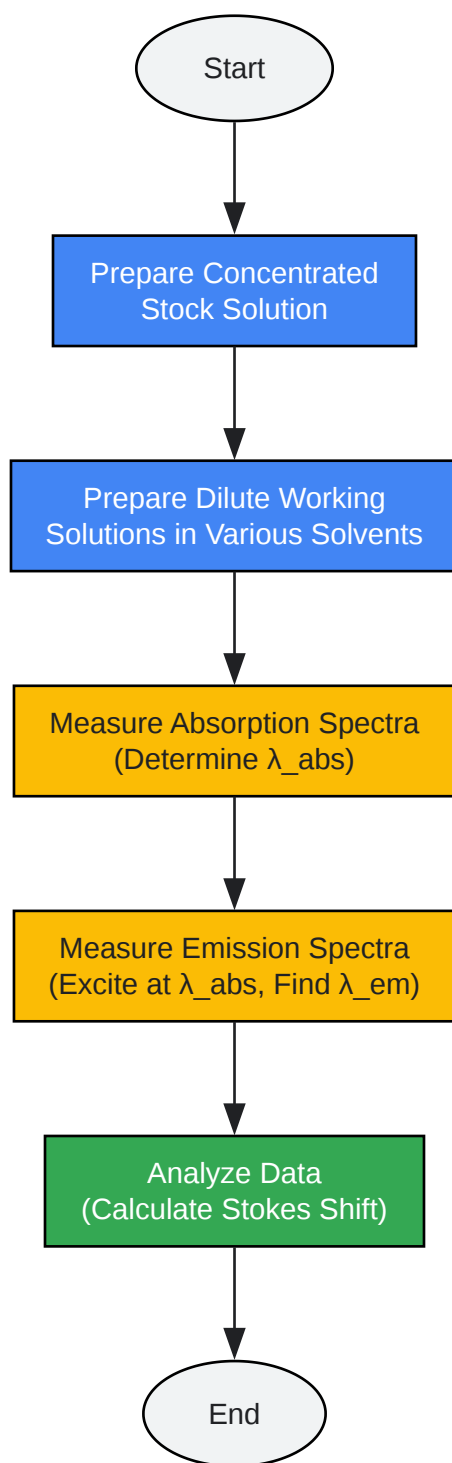 Start
Prepare Concentrated
Stock Solution
Prepare Dilute Working
Solutions in Various Solvents
Measure Absorption Spectra
(Determine λ_abs)
Measure Emission Spectra
(Excite at λ_abs, Find λ_em)
Analyze Data
(Calculate Stokes Shift)
End